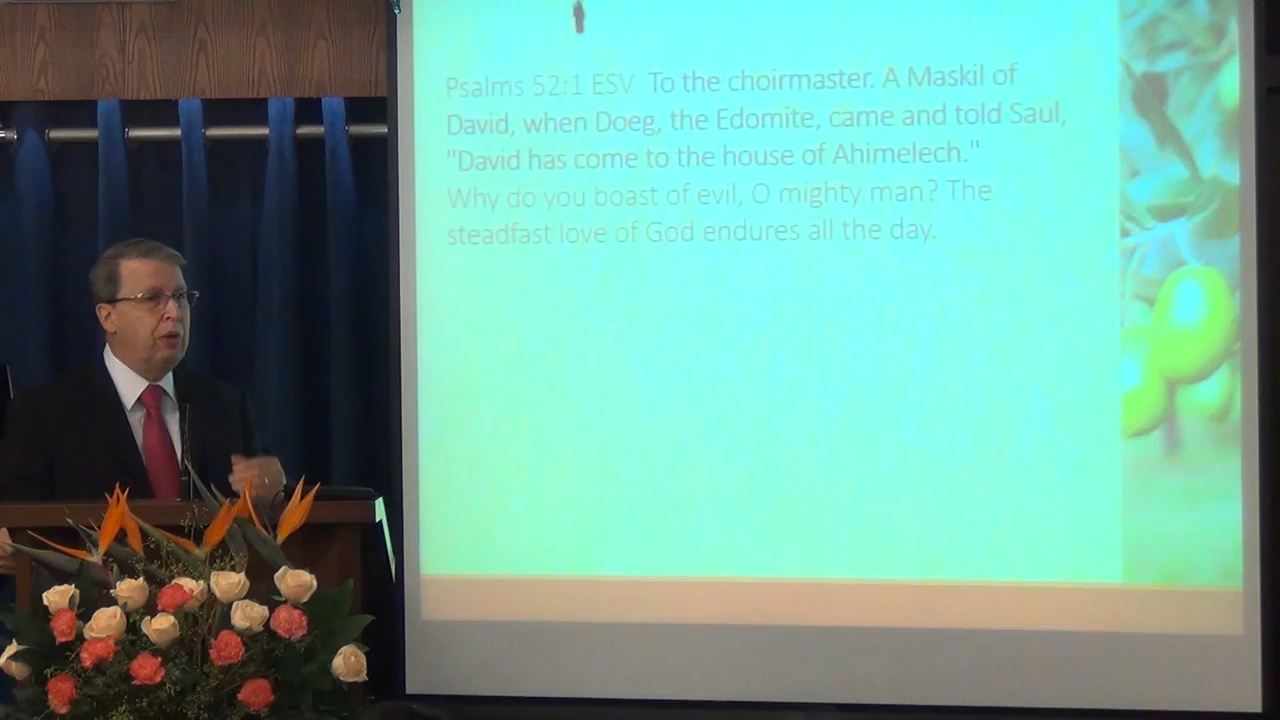 Psalms 52:1 ESV  To the choirmaster. A Maskil of
David, when Doeg, the Edomite, came and told Saul,
"David has come to the house of Ahimelech."
Why do you boast of evil, O mighty man? The
steadfast love of God endures all the day.